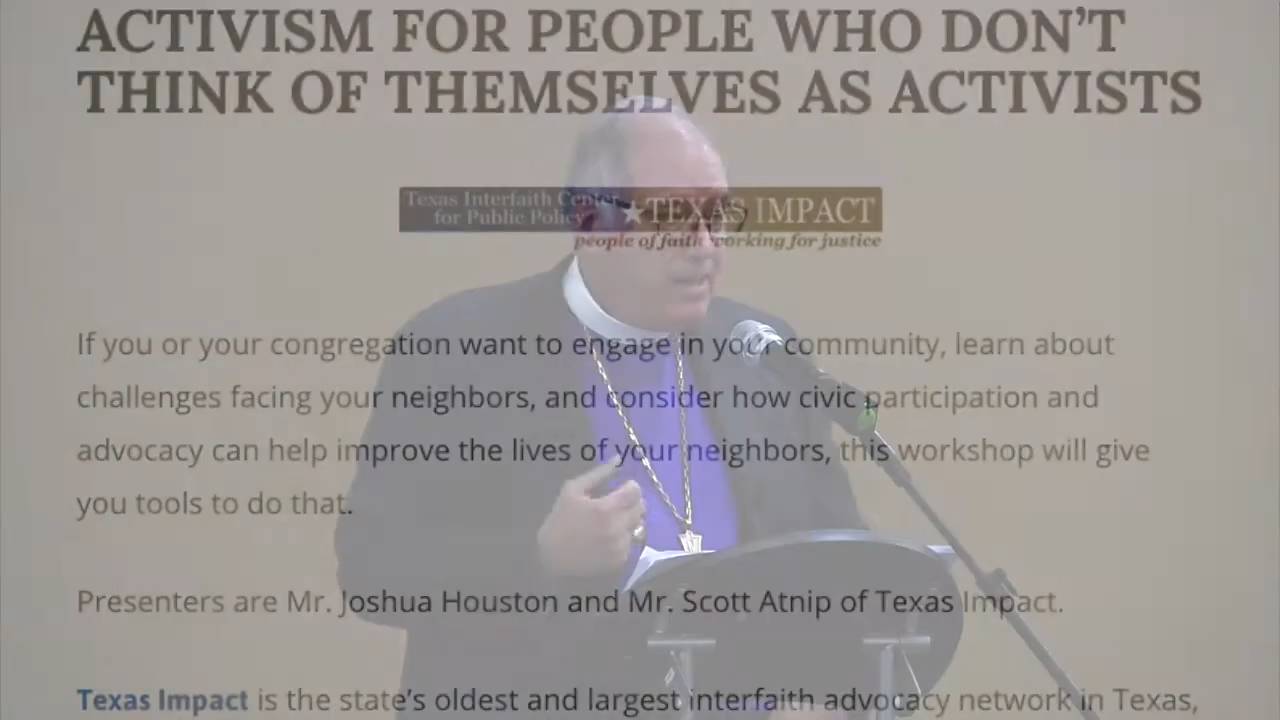 ACTIVISM FOR PEOPLE WHO DON'T
THINK OF THEMSELVES AS ACTIVISTS
Texas Interfaith Center
for Public Policy
TEXAS IMPACT
people of faith working for justice
If you or your congregation want to engage in your community, learn about
challenges facing your neighbors, and consider how civic participation and
advocacy can help improve the lives of your neighbors, this workshop will give
you tools to do that.
Presenters are Mr. Joshua Houston and Mr. Scott Atnip of Texas Impact.
Texas Impact is the state's oldest and largest interfaith advocacy network in Texas,